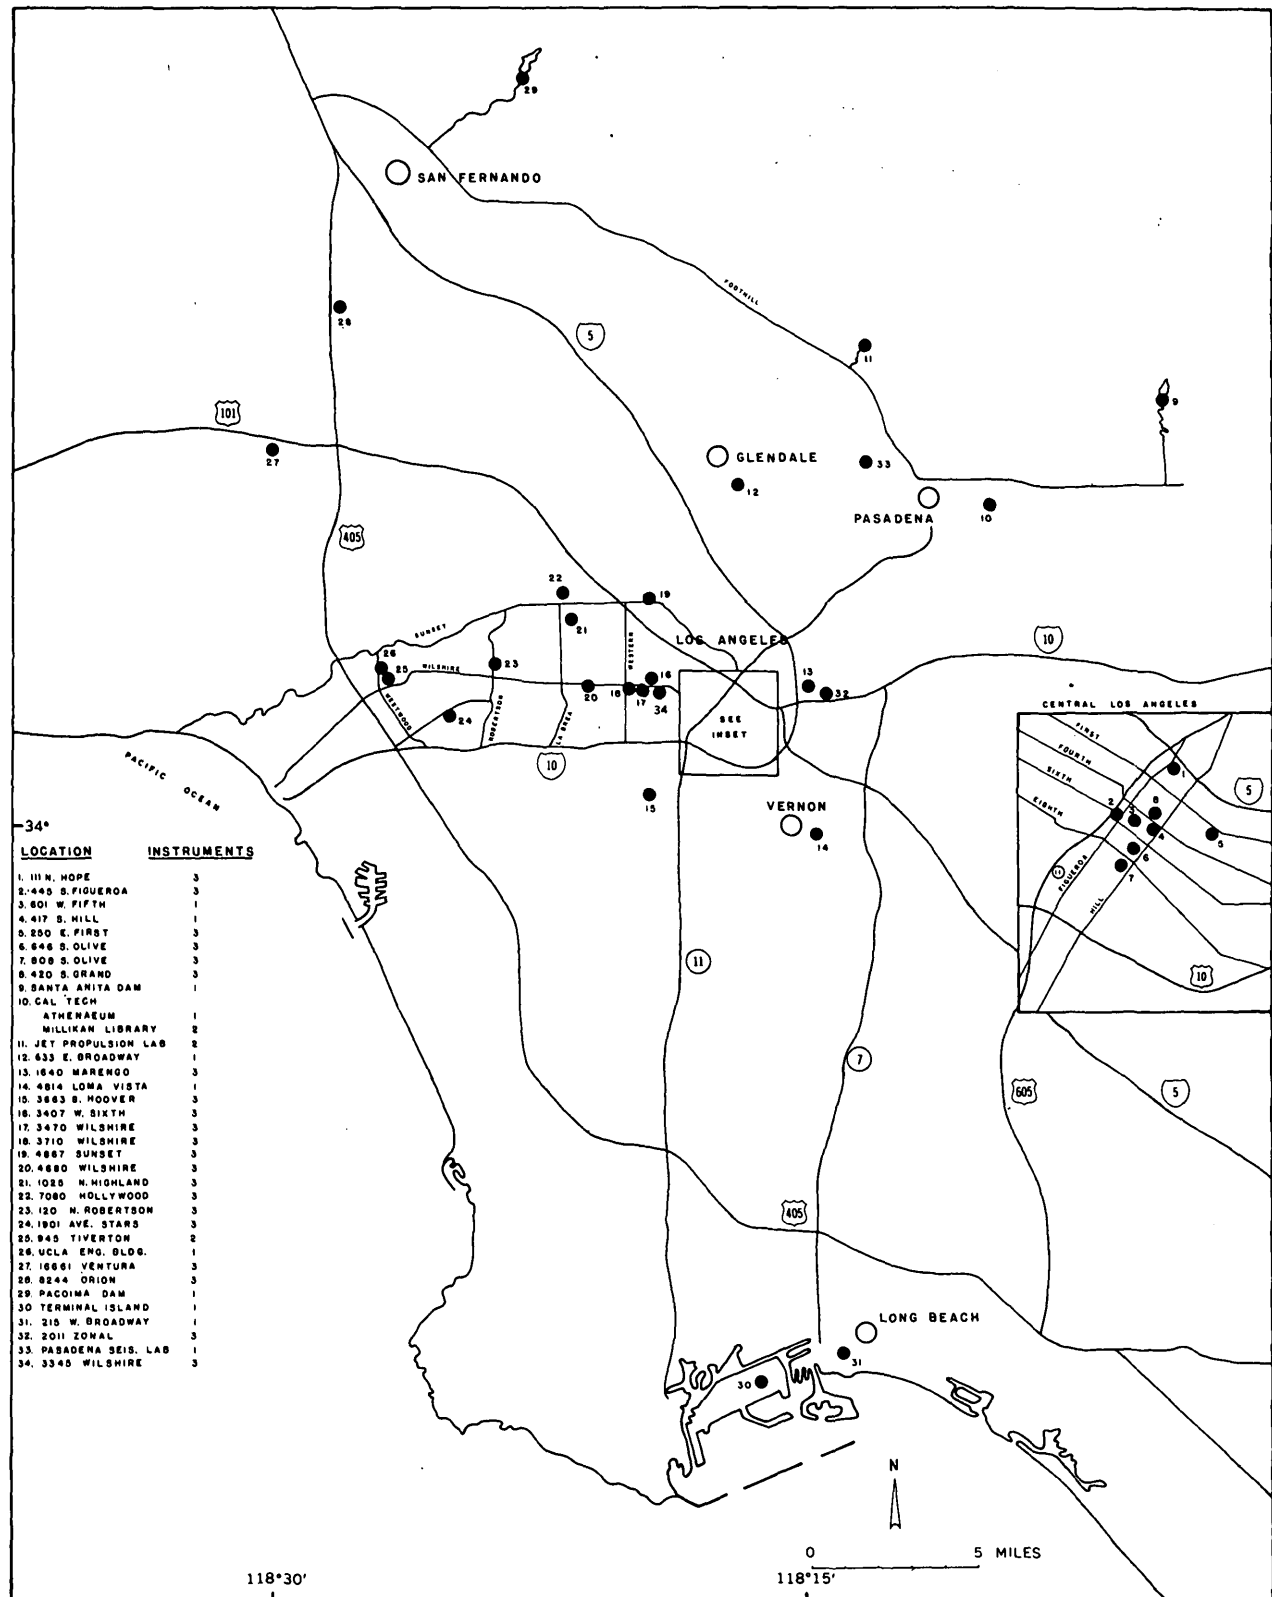 29
SAN FERNANDO
FOOTHILL
28
5
11
101
9
27
GLENDALE
33
12
PASADENA
10
405
22
19
21
SUNSET
WESTERN
LOS ANGELES
10
26
25
WILSHIRE
23
16
13
20
18
17
34
32
WESTWOOD
24
ROBERTSON
LA BREA
SEE
INSET
CENTRAL LOS ANGELES
FIRST
FOURTH
SIXTH
EIGHTH
1
5
2
3
8
4
5
6
7
11
FIGUEROA
HILL
10
PACIFIC OCEAN
10
15
VERNON
14
34°
LOCATION INSTRUMENTS
1. 111 N. HOPE 3
2. 445 S. FIGUEROA 3
3. 601 W. FIFTH 1
4. 417 S. HILL 1
5. 250 E. FIRST 3
6. 646 S. OLIVE 3
7. 808 S. OLIVE 3
8. 420 S. GRAND 3
9. SANTA ANITA DAM 1
10. CAL TECH
ATHENAEUM 1
MILLIKAN LIBRARY 2
11. JET PROPULSION LAB 2
12. 633 E. BROADWAY 1
13. 1640 MARENGO 3
14. 4814 LOMA VISTA 1
15. 3663 S. HOOVER 3
16. 3407 W. SIXTH 3
17. 3470 WILSHIRE 3
18. 3710 WILSHIRE 3
19. 4867 SUNSET 3
20. 4680 WILSHIRE 3
21. 1025 N. HIGHLAND 3
22. 7080 HOLLYWOOD 3
23. 120 N. ROBERTSON 3
24. 1901 AVE. STARS 3
25. 945 TIVERTON 2
26. UCLA ENG. BLDG. 1
27. 16661 VENTURA 3
28. 8244 ORION 3
29. PACOIMA DAM 1
30 TERMINAL ISLAND 1
31. 215 W. BROADWAY 1
32. 2011 ZONAL 3
33. PASADENA SEIS. LAB 1
34. 3345 WILSHIRE 3
11
7
605
5
405
LONG BEACH
31
30
N
0 5 MILES
118°30' 118°15'